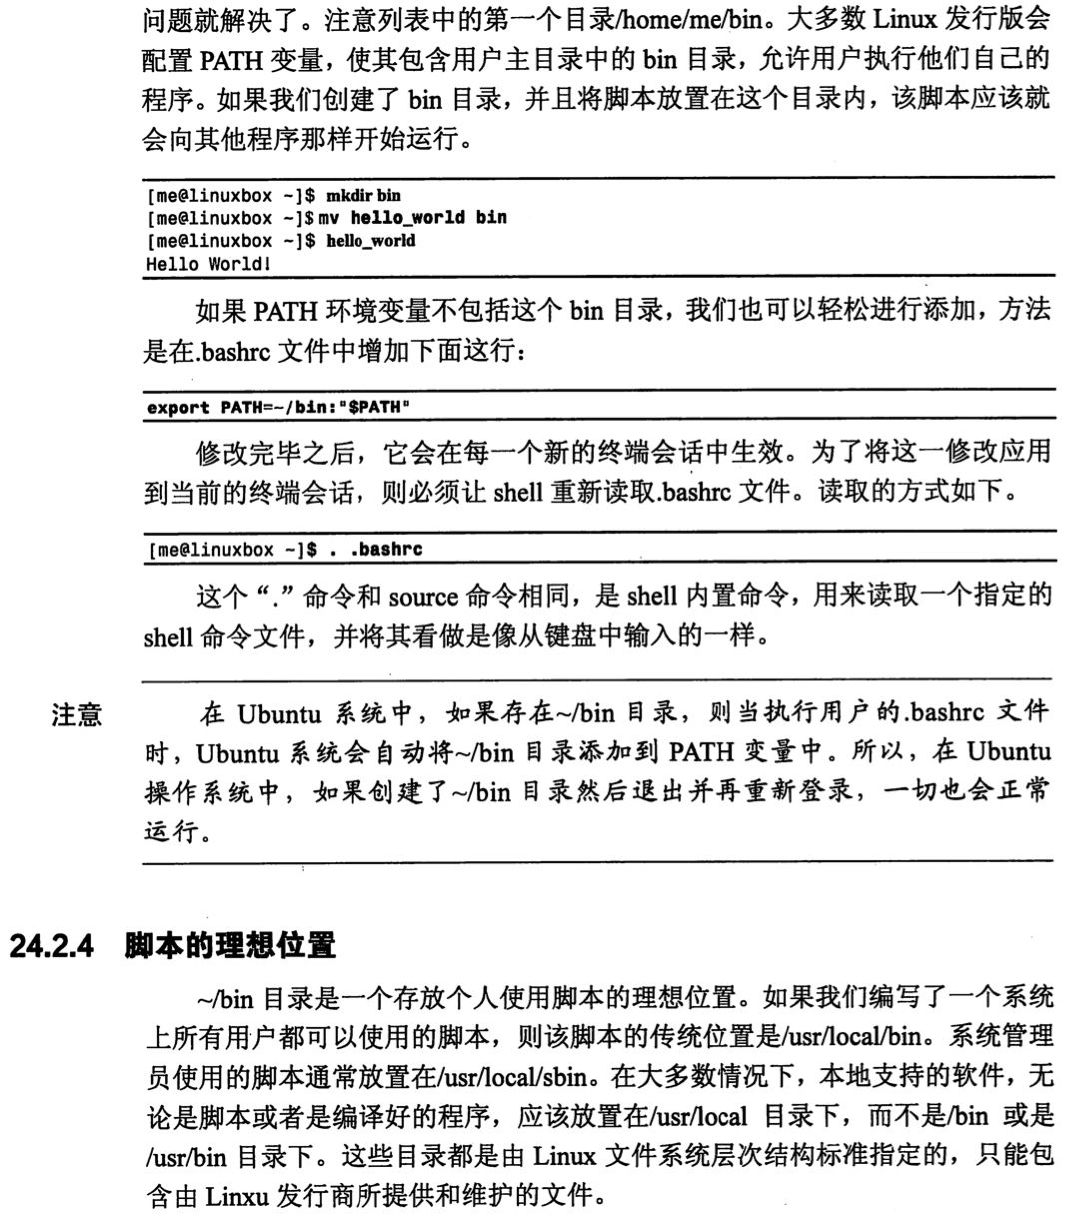 问题就解决了。注意列表中的第一个目录/home/me/bin。大多数 Linux 发行版会
配置 PATH 变量，使其包含用户主目录中的 bin 目录，允许用户执行他们自己的
程序。如果我们创建了 bin 目录，并且将脚本放置在这个目录内，该脚本应该就
会向其他程序那样开始运行。
[me@linuxbox ~]$ mkdir bin
[me@linuxbox ~]$ mv hello_world bin
[me@linuxbox ~]$ hello_world
Hello World!
如果 PATH 环境变量不包括这个 bin 目录，我们也可以轻松进行添加，方法
是在.bashrc 文件中增加下面这行：
export PATH=~/bin:"$PATH"
修改完毕之后，它会在每一个新的终端会话中生效。为了将这一修改应用
到当前的终端会话，则必须让 shell 重新读取.bashrc 文件。读取的方式如下。
[me@linuxbox ~]$ . .bashrc
这个“.”命令和 source 命令相同，是 shell 内置命令，用来读取一个指定的
shell 命令文件，并将其看做是像从键盘中输入的一样。
注意 在 Ubuntu 系统中，如果存在~/bin 目录，则当执行用户的.bashrc 文件
时，Ubuntu 系统会自动将~/bin 目录添加到 PATH 变量中。所以，在 Ubuntu
操作系统中，如果创建了~/bin 目录然后退出并再重新登录，一切也会正常
运行。
24.2.4 脚本的理想位置
~/bin 目录是一个存放个人使用脚本的理想位置。如果我们编写了一个系统
上所有用户都可以使用的脚本，则该脚本的传统位置是/usr/local/bin。系统管理
员使用的脚本通常放置在/usr/local/sbin。在大多数情况下，本地支持的软件，无
论是脚本或者是编译好的程序，应该放置在/usr/local 目录下，而不是/bin 或是
/usr/bin 目录下。这些目录都是由 Linux 文件系统层次结构标准指定的，只能包
含由 Linxu 发行商所提供和维护的文件。